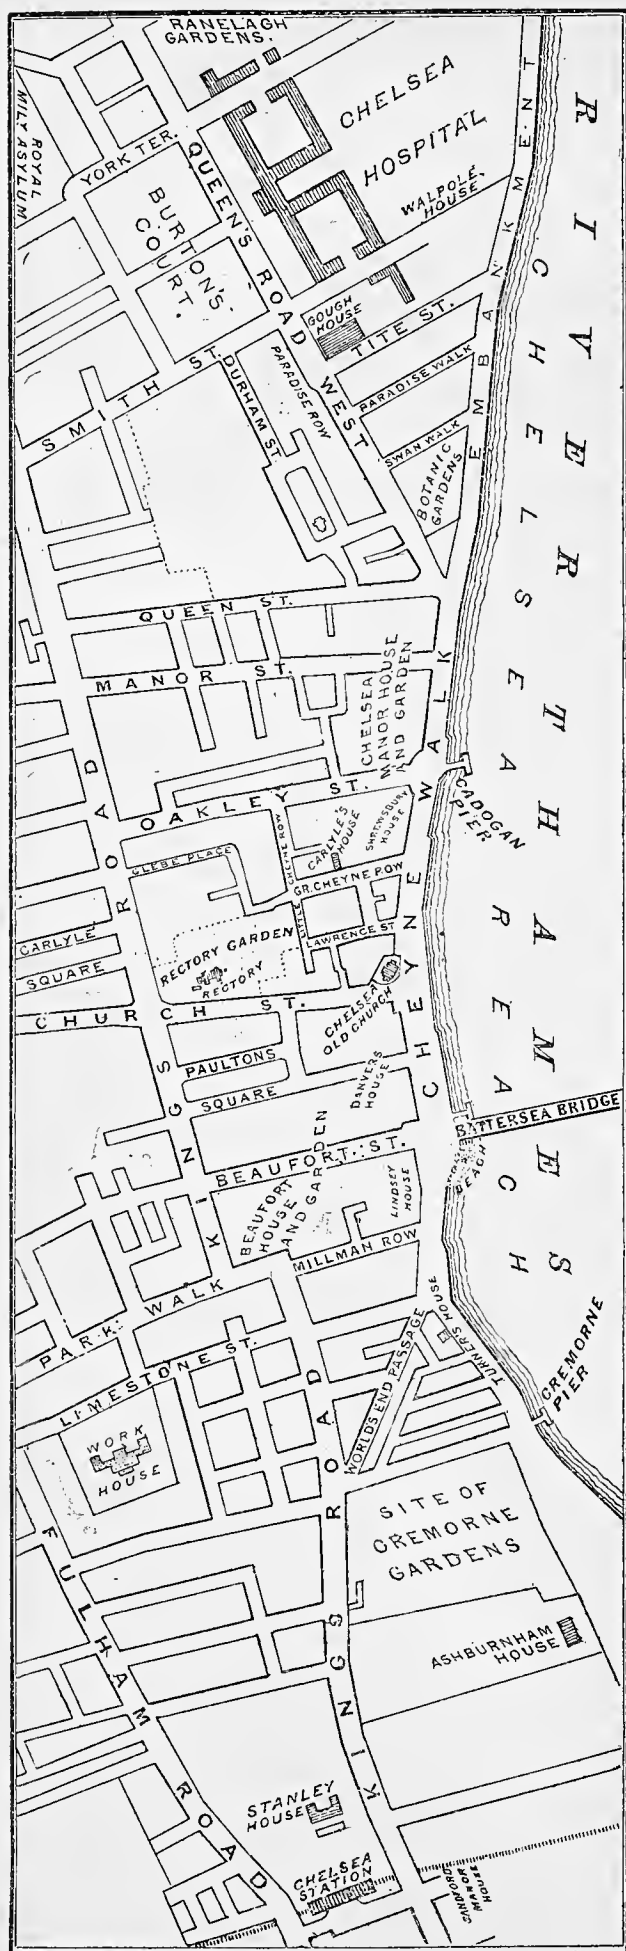 RANELAGH
GARDENS.
ROYAL
MILY ASYLUM
YORK TER.
QUEEN'S ROAD WEST
CHELSEA
HOSPITAL
WALPOLE
HOUSE
EMBANKMENT
RIVER THAMES
CHELSEA REACH
BURTON'S
COURT.
GOUGH
HOUSE
TITE ST.
PARADISE WALK
SWAN WALK
BOTANIC
GARDENS
SMITH ST.
DURHAM ST.
PARADISE ROW
QUEEN ST.
MANOR ST.
CHELSEA
MANOR HOUSE
AND GARDEN
CHEYNE WALK
CADOGAN
PIER
OAKLEY ST.
CARLYLE'S
HOUSE
SHREWSBURY
HOUSE
GLEBE PLACE
CHEYNE ROW
LITTLE
GR. CHEYNE ROW
LAWRENCE ST
RECTORY GARDEN
RECTORY
CARLYLE
SQUARE
CHURCH ST.
CHELSEA
OLD CHURCH
PAULTONS
SQUARE
DANVERS
HOUSE
BATTERSEA BRIDGE
BEACH
BEAUFORT ST.
BEAUFORT
HOUSE
AND GARDEN
LINDSEY
HOUSE
MILLMAN ROW
KINGS ROAD
PARK WALK
LIMESTONE ST.
WORK
HOUSE
WORLDS END PASSAGE
TURNER'S HOUSE
CREMORNE
PIER
SITE OF
CREMORNE
GARDENS
ASHBURNHAM
HOUSE
FULHAM ROAD
KINGS ROAD
STANLEY
HOUSE
CHELSEA
STATION
SANDFORD
MANOR
HOUSE